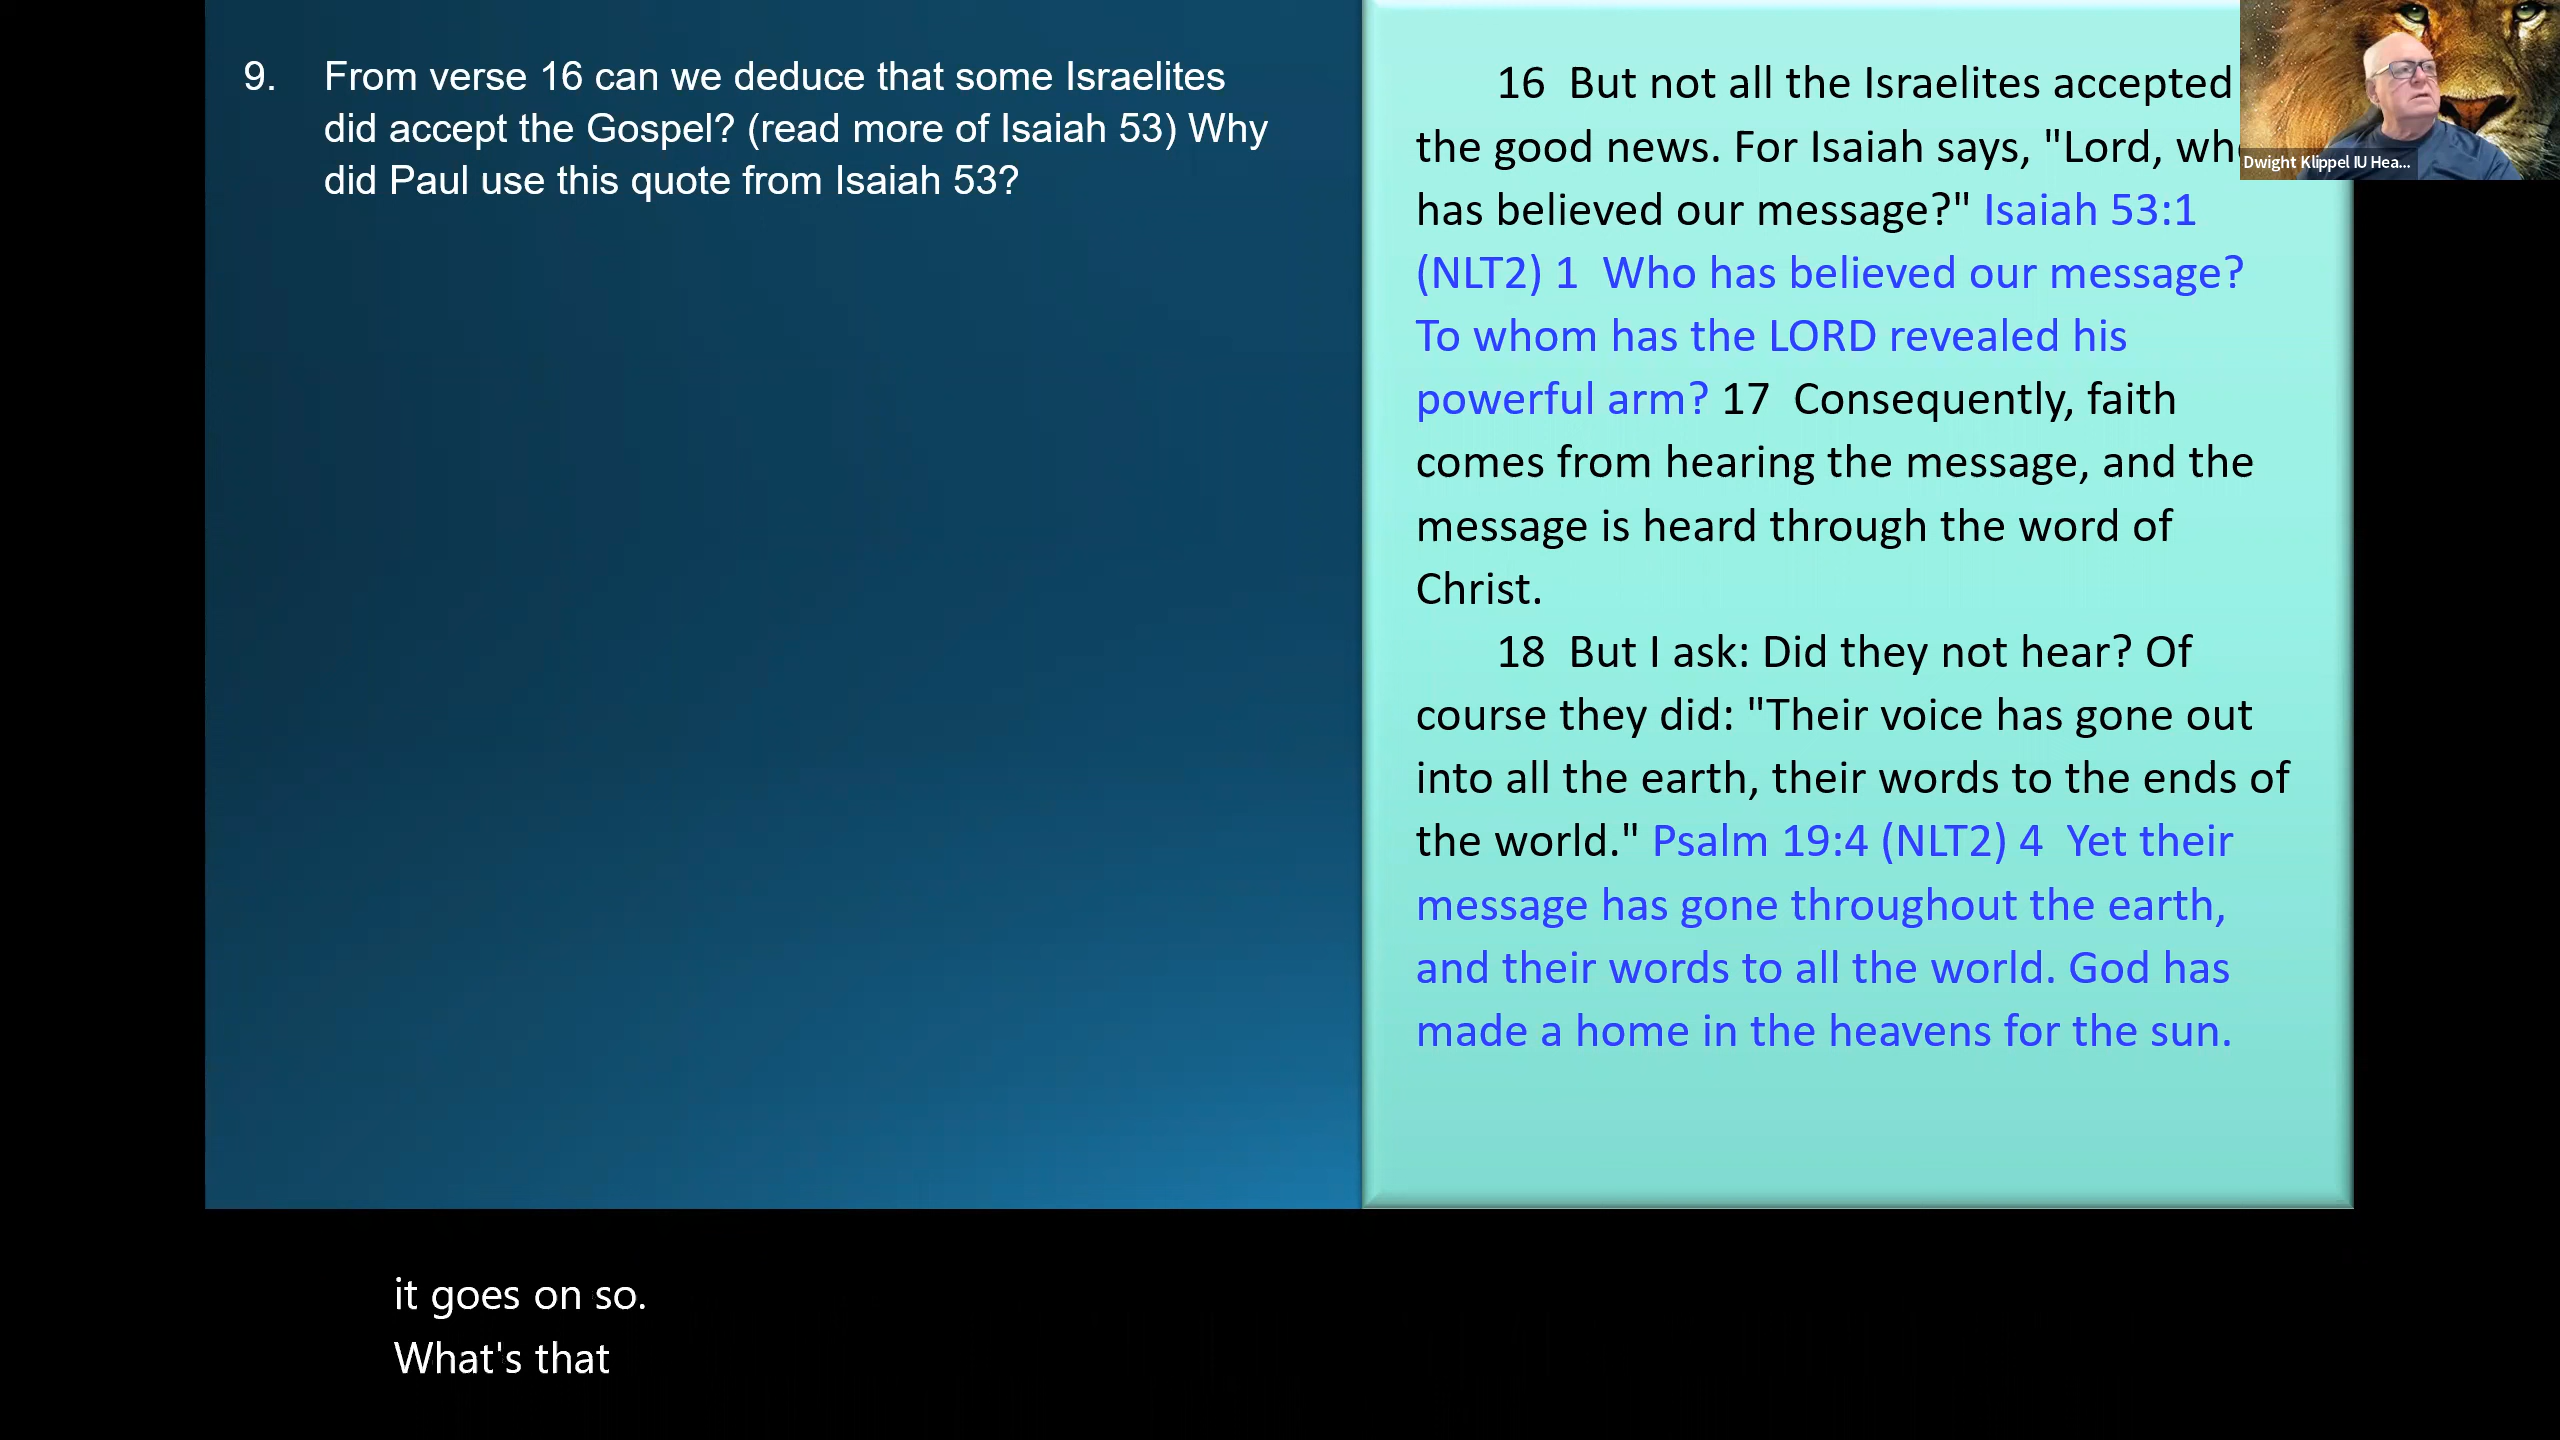 9. From verse 16 can we deduce that some Israelites
did accept the Gospel? (read more of Isaiah 53) Why
did Paul use this quote from Isaiah 53?
16 But not all the Israelites accepted
the good news. For Isaiah says, "Lord,
has believed our message?" Isaiah 53:1
(NLT2) 1 Who has believed our message?
To whom has the LORD revealed his
powerful arm? 17 Consequently, faith
comes from hearing the message, and the
message is heard through the word of
Christ.
18 But I ask: Did they not hear? Of
course they did: "Their voice has gone out
into all the earth, their words to the ends of
the world." Psalm 19:4 (NLT2) 4 Yet their
message has gone throughout the earth,
and their words to all the world. God has
made a home in the heavens for the sun.
Dwight Klippel IU Hea...
it goes on so.
What's that